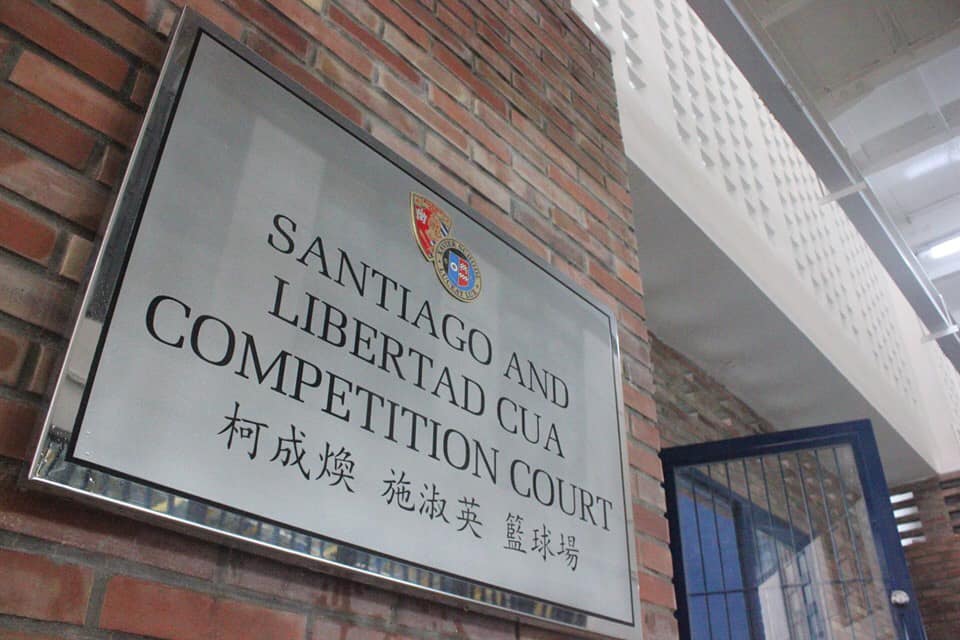 SANTIAGO AND
LIBERTAD CUA
COMPETITION COURT
柯成煥 施淑英 籃球場